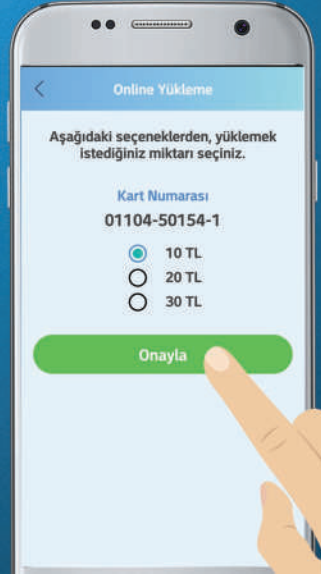 Online Yükleme
Aşağıdaki seçeneklerden, yüklemek
istediğiniz miktarı seçiniz.
Kart Numarası
01104-50154-1
10 TL
20 TL
30 TL
Onayla